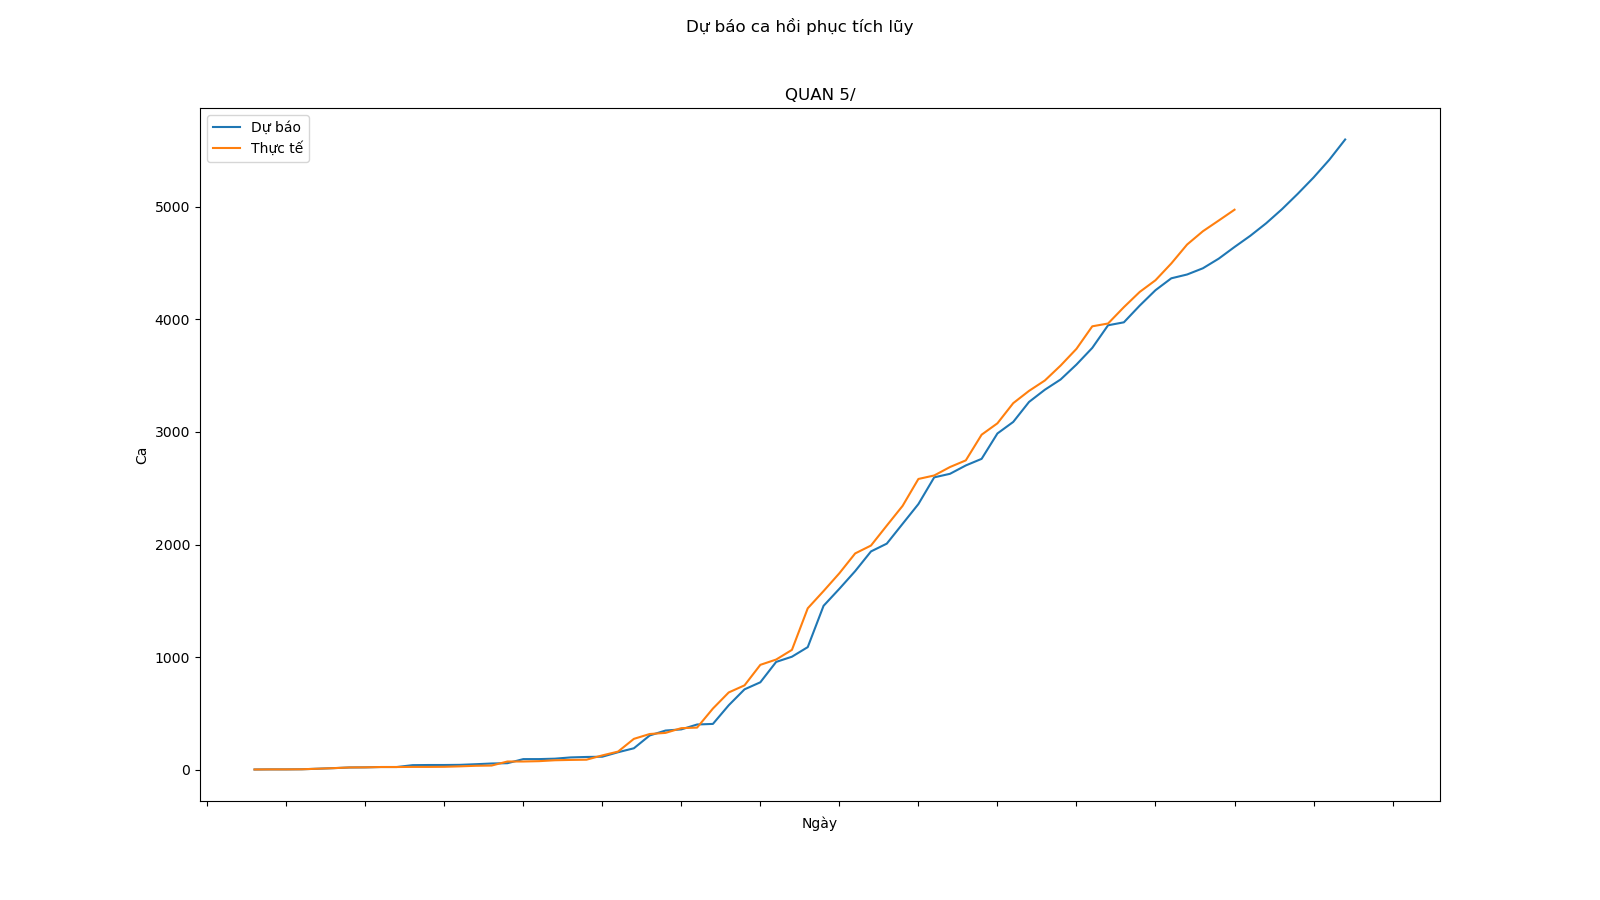 Dự báo ca hồi phục tích lũy
QUAN 5/
Dự báo
Thực tế
5000
4000
3000
2000
1000
0
Ca
Ngày